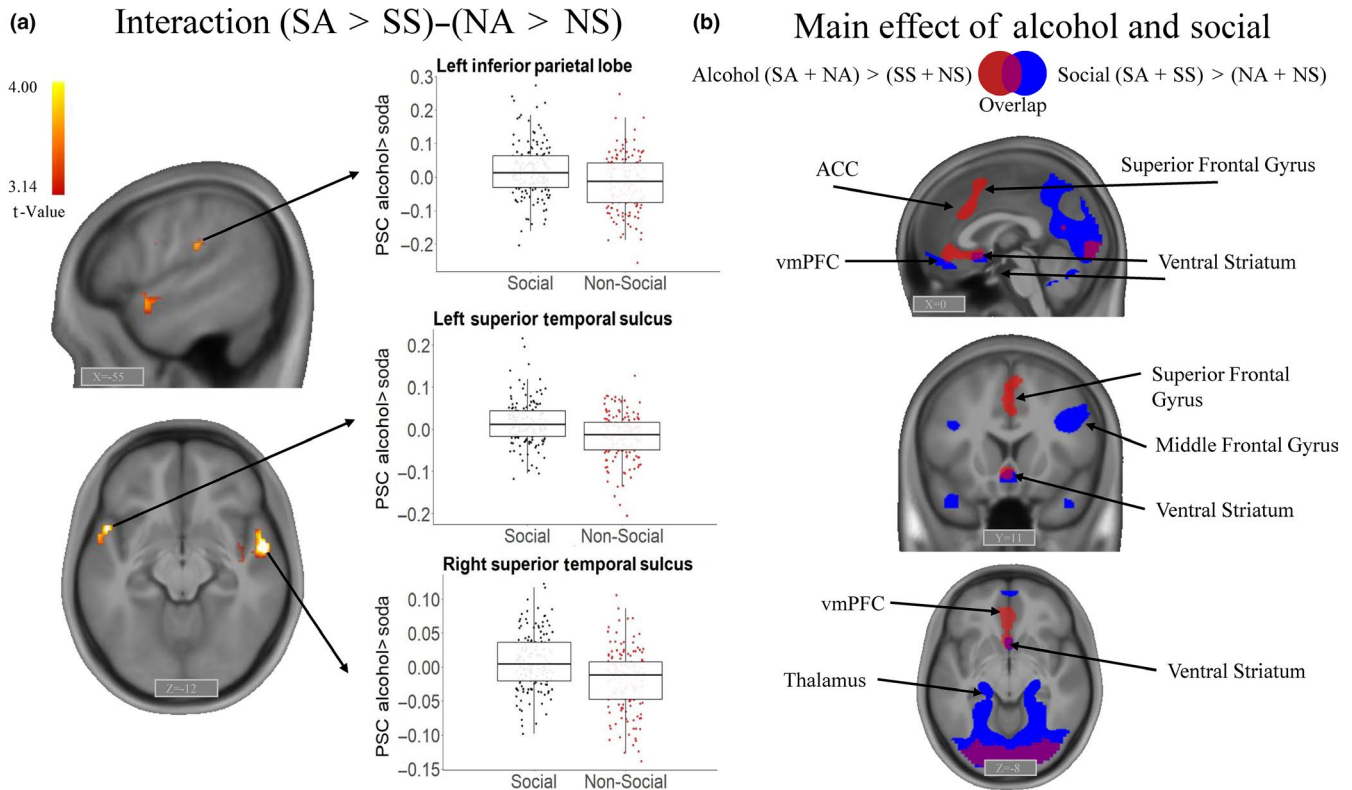 (a)
Interaction (SA > SS)–(NA > NS)
4.00
3.14
t-Value
X=-55
Z=-12
Left inferior parietal lobe
PSC alcohol> soda
0.3
0.2
0.1
0.0
−0.1
−0.2
0.3
Social
Non-Social
Left superior temporal sulcus
PSC alcohol> soda
0.2
0.1
0.0
−0.1
−0.2
Social
Non-Social
Right superior temporal sulcus
PSC alcohol> soda
0.10
0.05
0.00
−0.05
−0.10
−0.15
Social
Non-Social
(b)
Main effect of alcohol and social
Alcohol (SA + NA) > (SS + NS)
Social (SA + SS) > (NA + NS)
Overlap
ACC
Superior Frontal Gyrus
vmPFC
Ventral Striatum
X=0
Superior Frontal
Gyrus
Middle Frontal Gyrus
Ventral Striatum
Y=11
vmPFC
Ventral Striatum
Thalamus
Z=-8